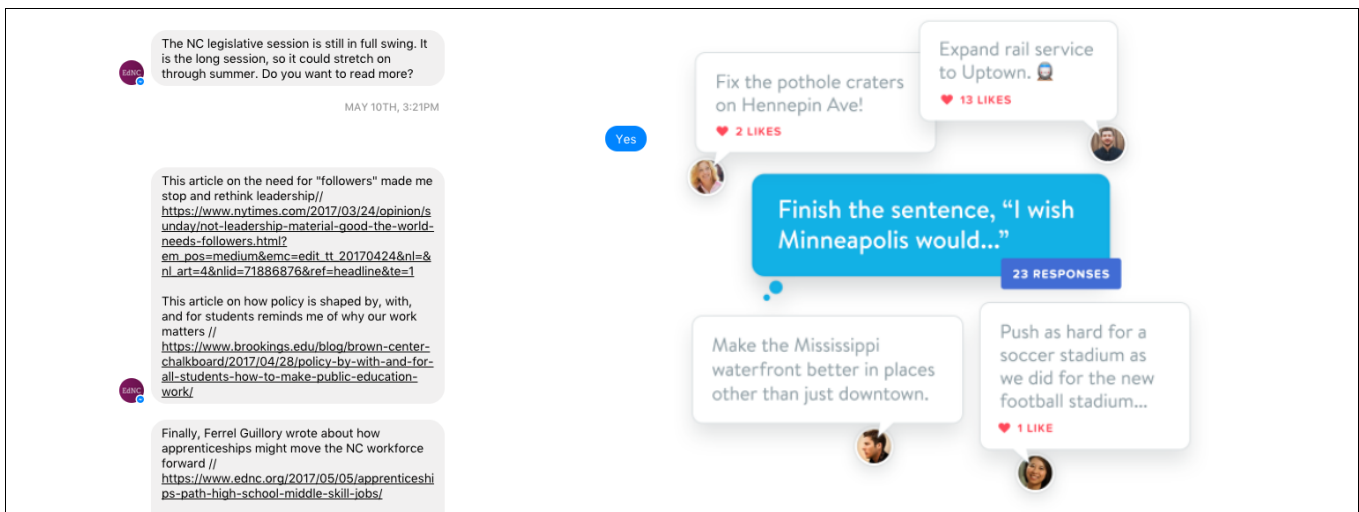 The NC legislative session is still in full swing. It
is the long session, so it could stretch on
through summer. Do you want to read more?
EdNC
MAY 10TH, 3:21PM
Yes
This article on the need for "followers" made me
stop and rethink leadership//
https://www.nytimes.com/2017/03/24/opinion/s
unday/not-leadership-material-good-the-world-
needs-followers.html?
em_pos=medium&emc=edit_tt_20170424&nl=&
nl_art=4&nlid=71886876&ref=headline&te=1
This article on how policy is shaped by, with,
and for students reminds me of why our work
matters //
https://www.brookings.edu/blog/brown-center-
chalkboard/2017/04/28/policy-by-with-and-for-
all-students-how-to-make-public-education-
work/
EdNC
Finally, Ferrel Guillory wrote about how
apprenticeships might move the NC workforce
forward //
https://www.ednc.org/2017/05/05/apprenticeshi
ps-path-high-school-middle-skill-jobs/
Fix the pothole craters
on Hennepin Ave!
2 LIKES
Expand rail service
to Uptown. 🚇
13 LIKES
Finish the sentence, “I wish
Minneapolis would...”
23 RESPONSES
Make the Mississippi
waterfront better in places
other than just downtown.
Push as hard for a
soccer stadium as
we did for the new
football stadium...
1 LIKE